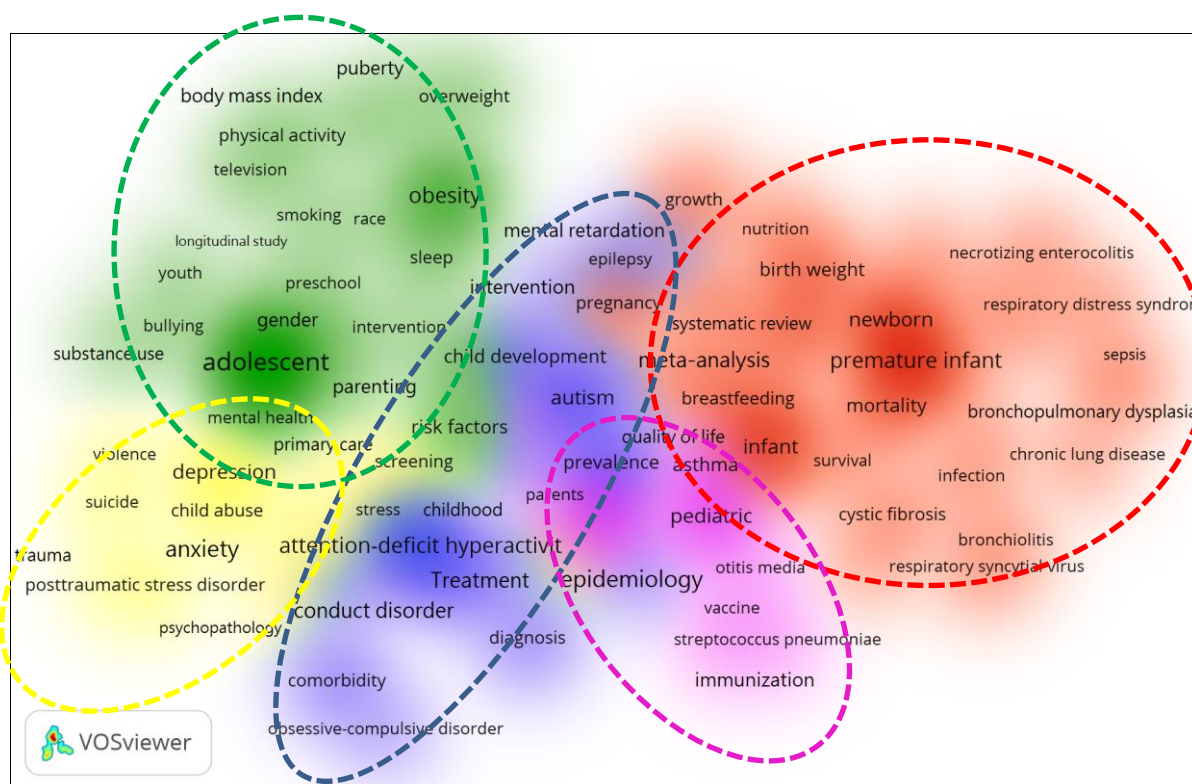 puberty
body mass index
overweight
physical activity
television
obesity
smoking
race
longitudinal study
sleep
youth
preschool
bullying
gender
intervention
substance use
adolescent
parenting
mental health
primary care
risk factors
screening
growth
mental retardation
epilepsy
intervention
pregnancy
child development
autism
nutrition
birth weight
necrotizing enterocolitis
respiratory distress syndro
systematic review
newborn
meta-analysis
premature infant
sepsis
breastfeeding
mortality
bronchopulmonary dysplasia
quality of life
infant
survival
chronic lung disease
infection
prevalence
asthma
violence
depression
suicide
child abuse
stress
childhood
parents
pediatric
cystic fibrosis
bronchiolitis
trauma
anxiety
attention-deficit hyperactivit
posttraumatic stress disorder
Treatment
epidemiology
otitis media
respiratory syncytial virus
conduct disorder
vaccine
psychopathology
diagnosis
streptococcus pneumoniae
comorbidity
immunization
obsessive-compulsive disorder
VOSviewer